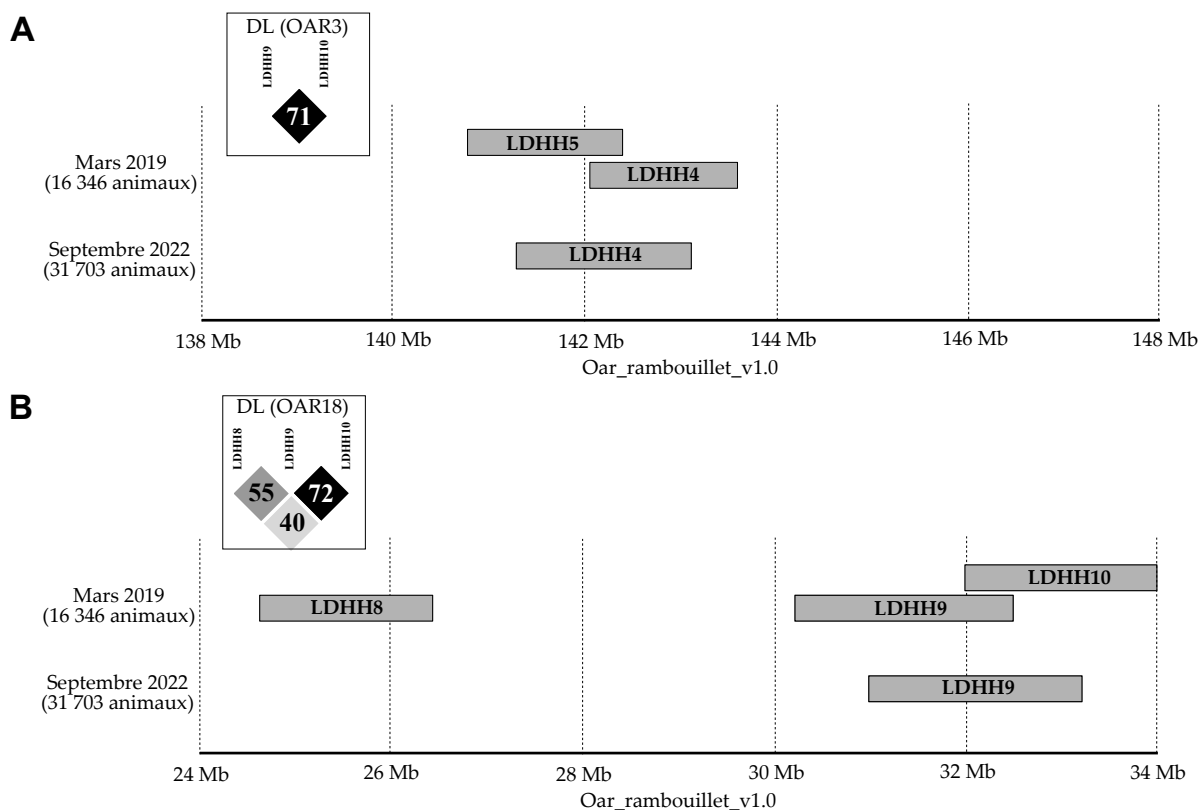 A
DL (OAR3)
LDHH9
LDHH10
71
Mars 2019
(16 346 animaux)
LDHH5
LDHH4
Septembre 2022
(31 703 animaux)
LDHH4
138 Mb
140 Mb
142 Mb
144 Mb
146 Mb
148 Mb
Oar_rambouillet_v1.0
B
DL (OAR18)
LDHH8
LDHH9
LDHH10
55
72
40
Mars 2019
(16 346 animaux)
LDHH10
LDHH8
LDHH9
Septembre 2022
(31 703 animaux)
LDHH9
24 Mb
26 Mb
28 Mb
30 Mb
32 Mb
34 Mb
Oar_rambouillet_v1.0